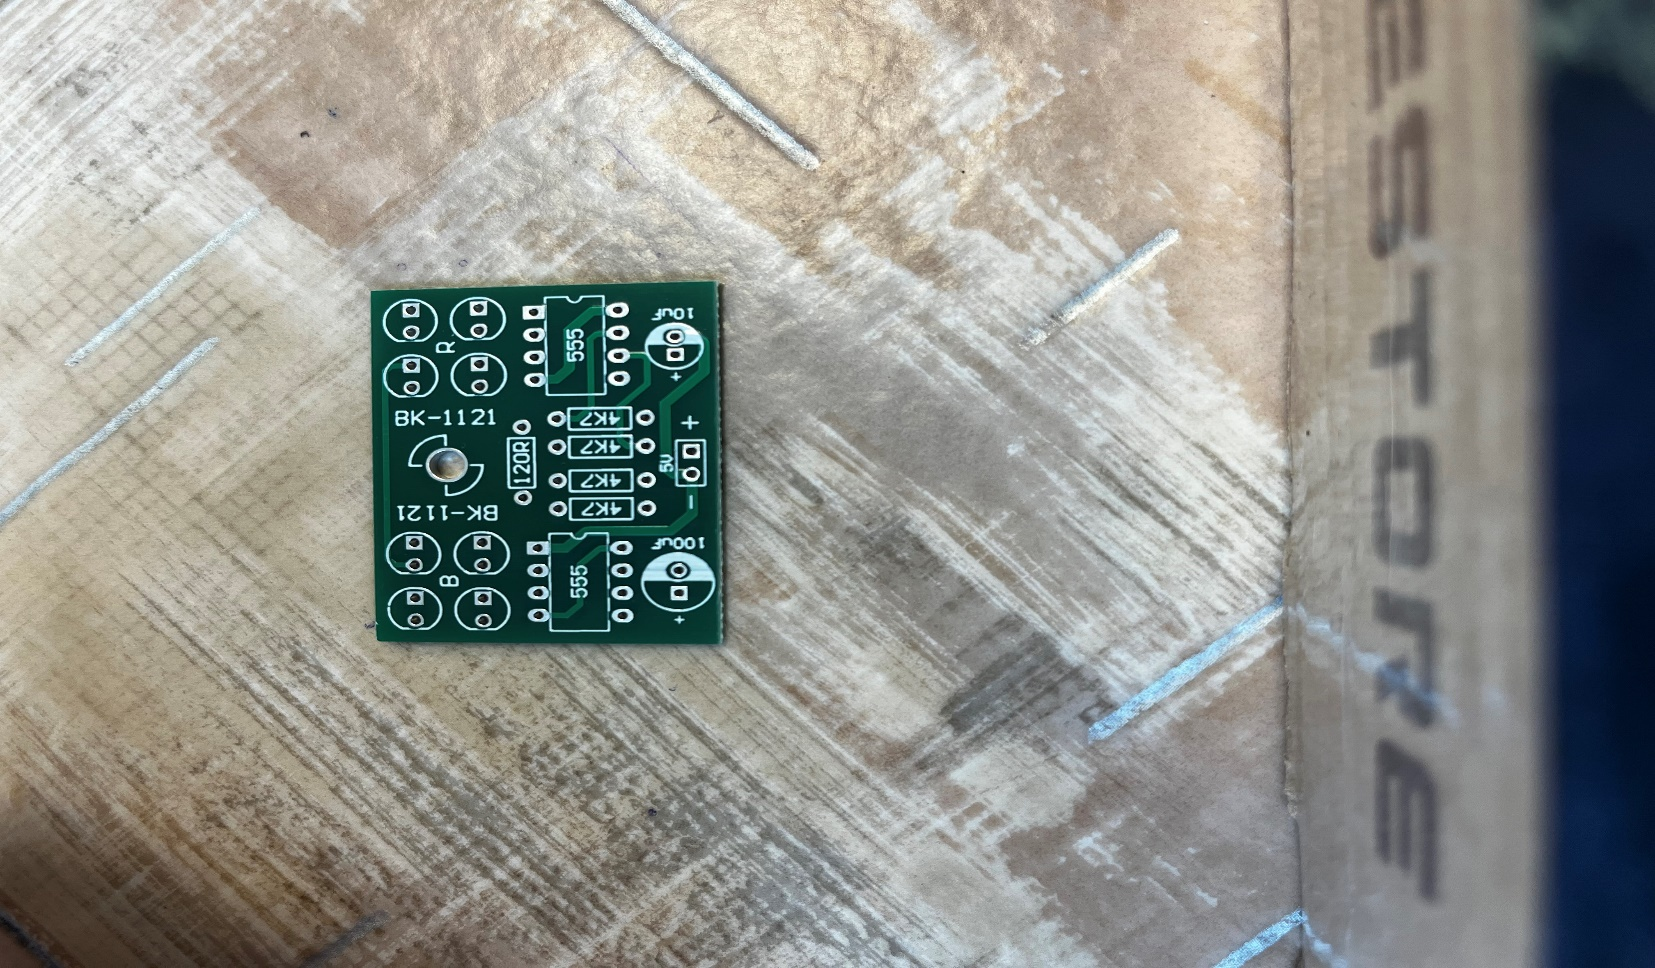 10uF
555
R
+
BK-1121
4K7
+
4K7
120R
5V
4K7
-
4K7
BK-1121
100uF
B
555
+
ESTORE